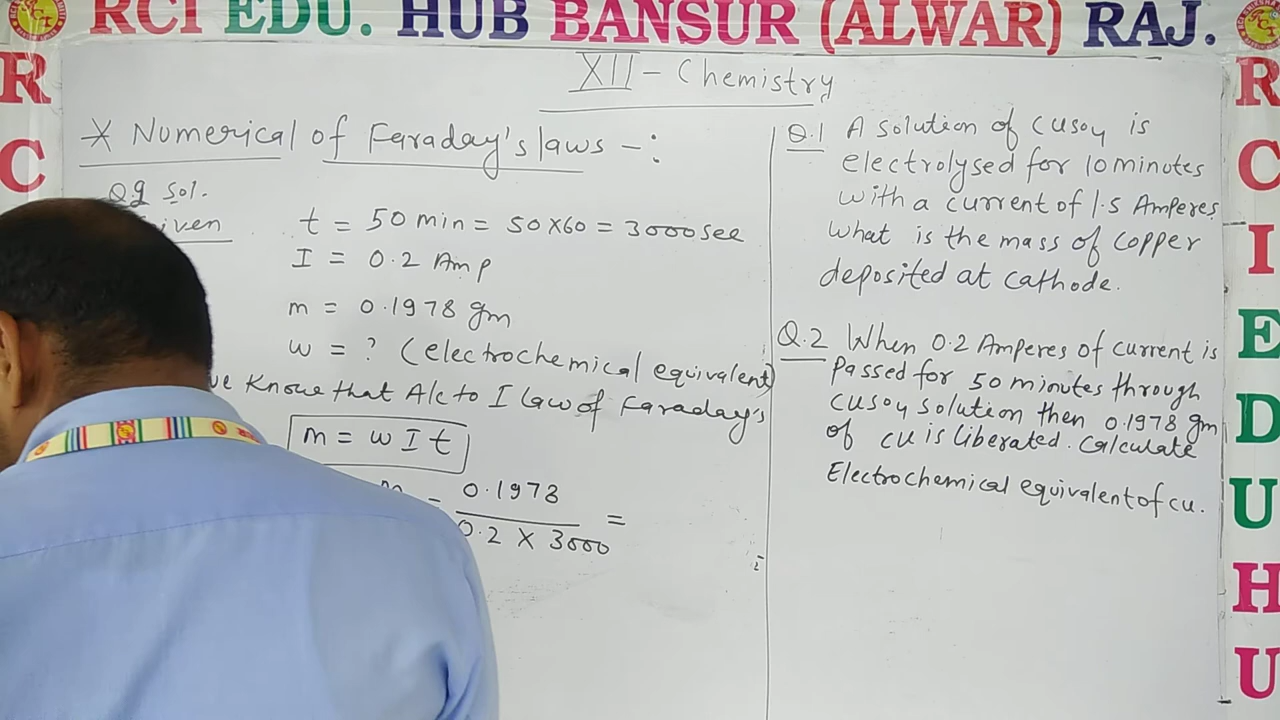 RCI EDU. HUB BANSUR (ALWAR) RAJ.
R
C
R
C
I
E
D
U
H
U
XII - Chemistry
* Numerical of Faraday's laws -:
Sol.
t = 50 min = 50X60 = 3000 see
I = 0.2 Amp
m = 0.1978 gm
w = ? (electrochemical equivalent)
we Know that A/c to I law of Faraday's
m = w I t
0.1978
0.2 X 3000 =
Q.1 A solution of CUSO4 is
electrolysed for 10 minutes
with a current of 1.5 Amperes
what is the mass of copper
deposited at cathode.
Q.2 When 0.2 Amperes of current is
passed for 50 minutes through
CUSO4 solution then 0.1978 gm
of CU is liberated. Calculate
Electrochemical equivalent of cu.